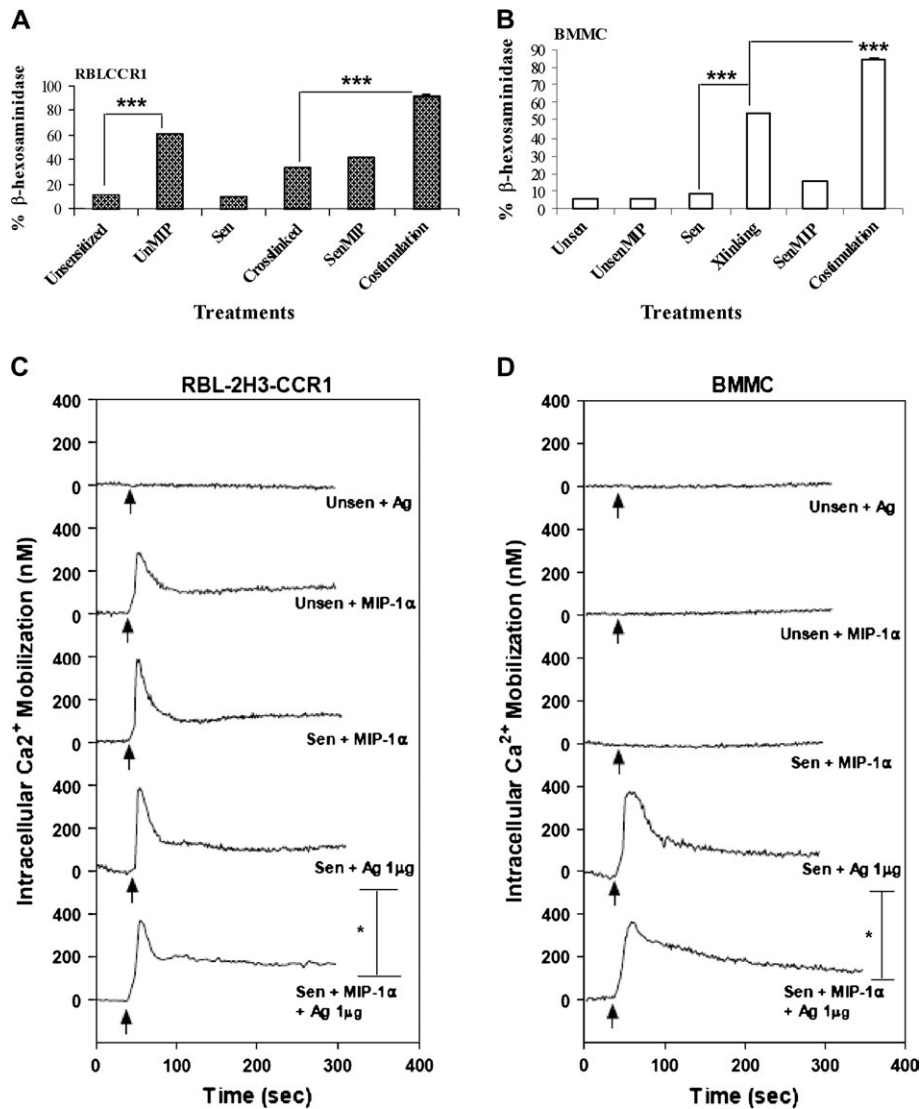 A
RBLCCR1
% β-hexosaminidase
100
80
60
40
20
0
***
***
Unsensitized
UnMIP
Sen
Crosslinked
SenMIP
Costimulation
Treatments
B
BMMC
% β-hexosaminidase
90
80
70
60
50
40
30
20
10
0
***
***
Unsen
UnsenMIP
Sen
Xlinking
SenMIP
Costimulation
Treatments
C
RBL-2H3-CCR1
Intracellular Ca2+ Mobilization (nM)
400
200
0
Unsen + Ag
400
200
0
Unsen + MIP-1α
400
200
0
Sen + MIP-1α
400
200
0
Sen + Ag 1µg
*
400
200
0
Sen + MIP-1α
+ Ag 1µg
0 100 200 300 400
Time (sec)
D
BMMC
Intracellular Ca2+ Mobilization (nM)
400
200
0
Unsen + Ag
400
200
0
Unsen + MIP-1α
400
200
0
Sen + MIP-1α
400
200
0
Sen + Ag 1µg
*
400
200
0
Sen + MIP-1α
+ Ag 1µg
0 100 200 300 400
Time (sec)